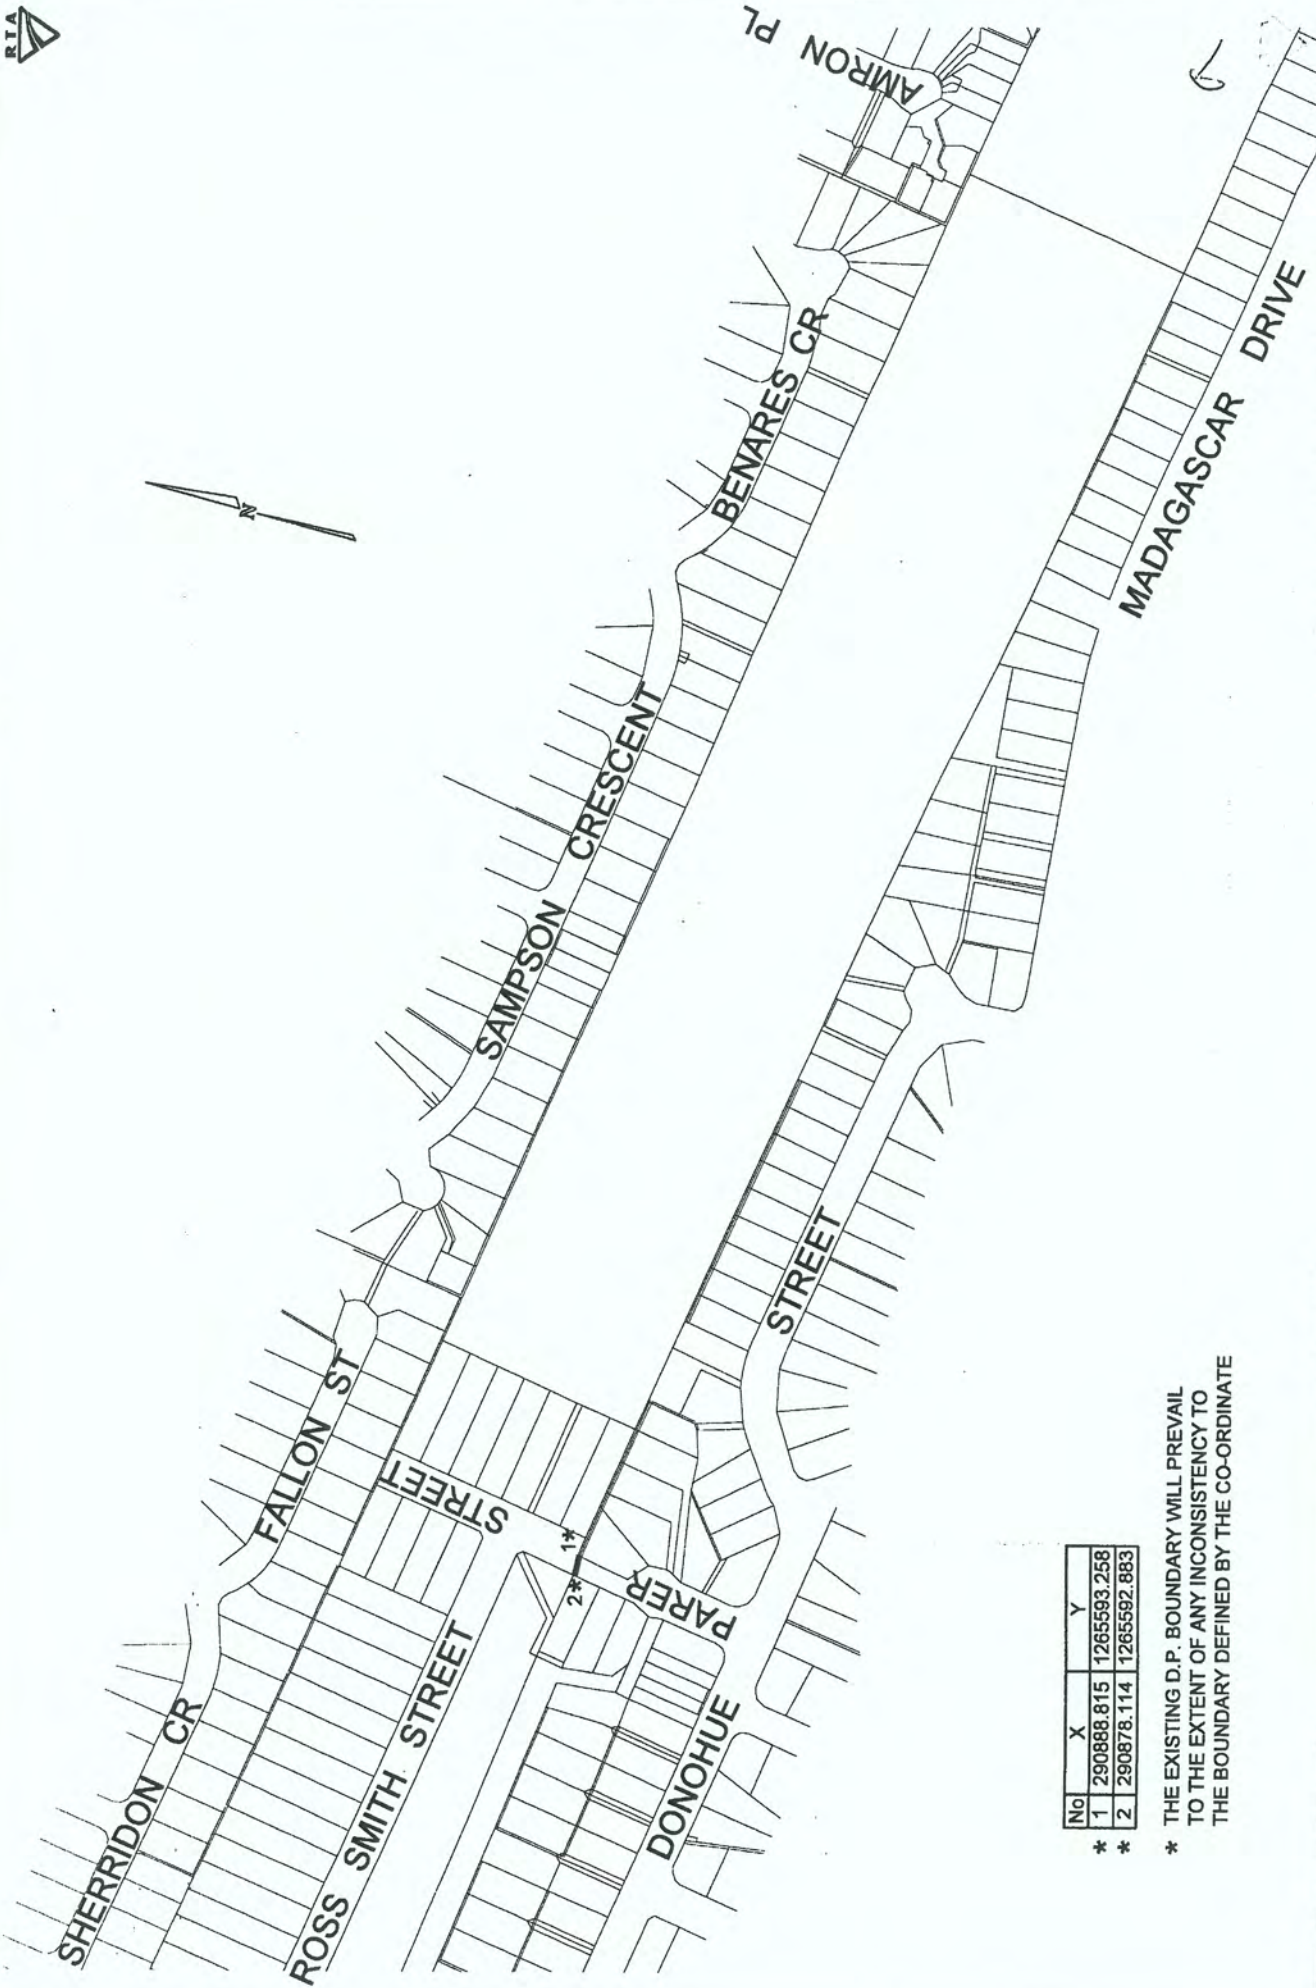 RTA
AMRON PL
N
BENARES CR
MADAGASCAR DRIVE
SAMPSON CRESCENT
STREET
FALLON ST
STREET
1*
2*
PARER
SHERRIDON CR
ROSS SMITH STREET
DONOHUE
No X Y
* 1 290888.815 1265593.258
* 2 290878.114 1265592.883
* THE EXISTING D.P. BOUNDARY WILL PREVAIL
TO THE EXTENT OF ANY INCONSISTENCY TO
THE BOUNDARY DEFINED BY THE CO-ORDINATE